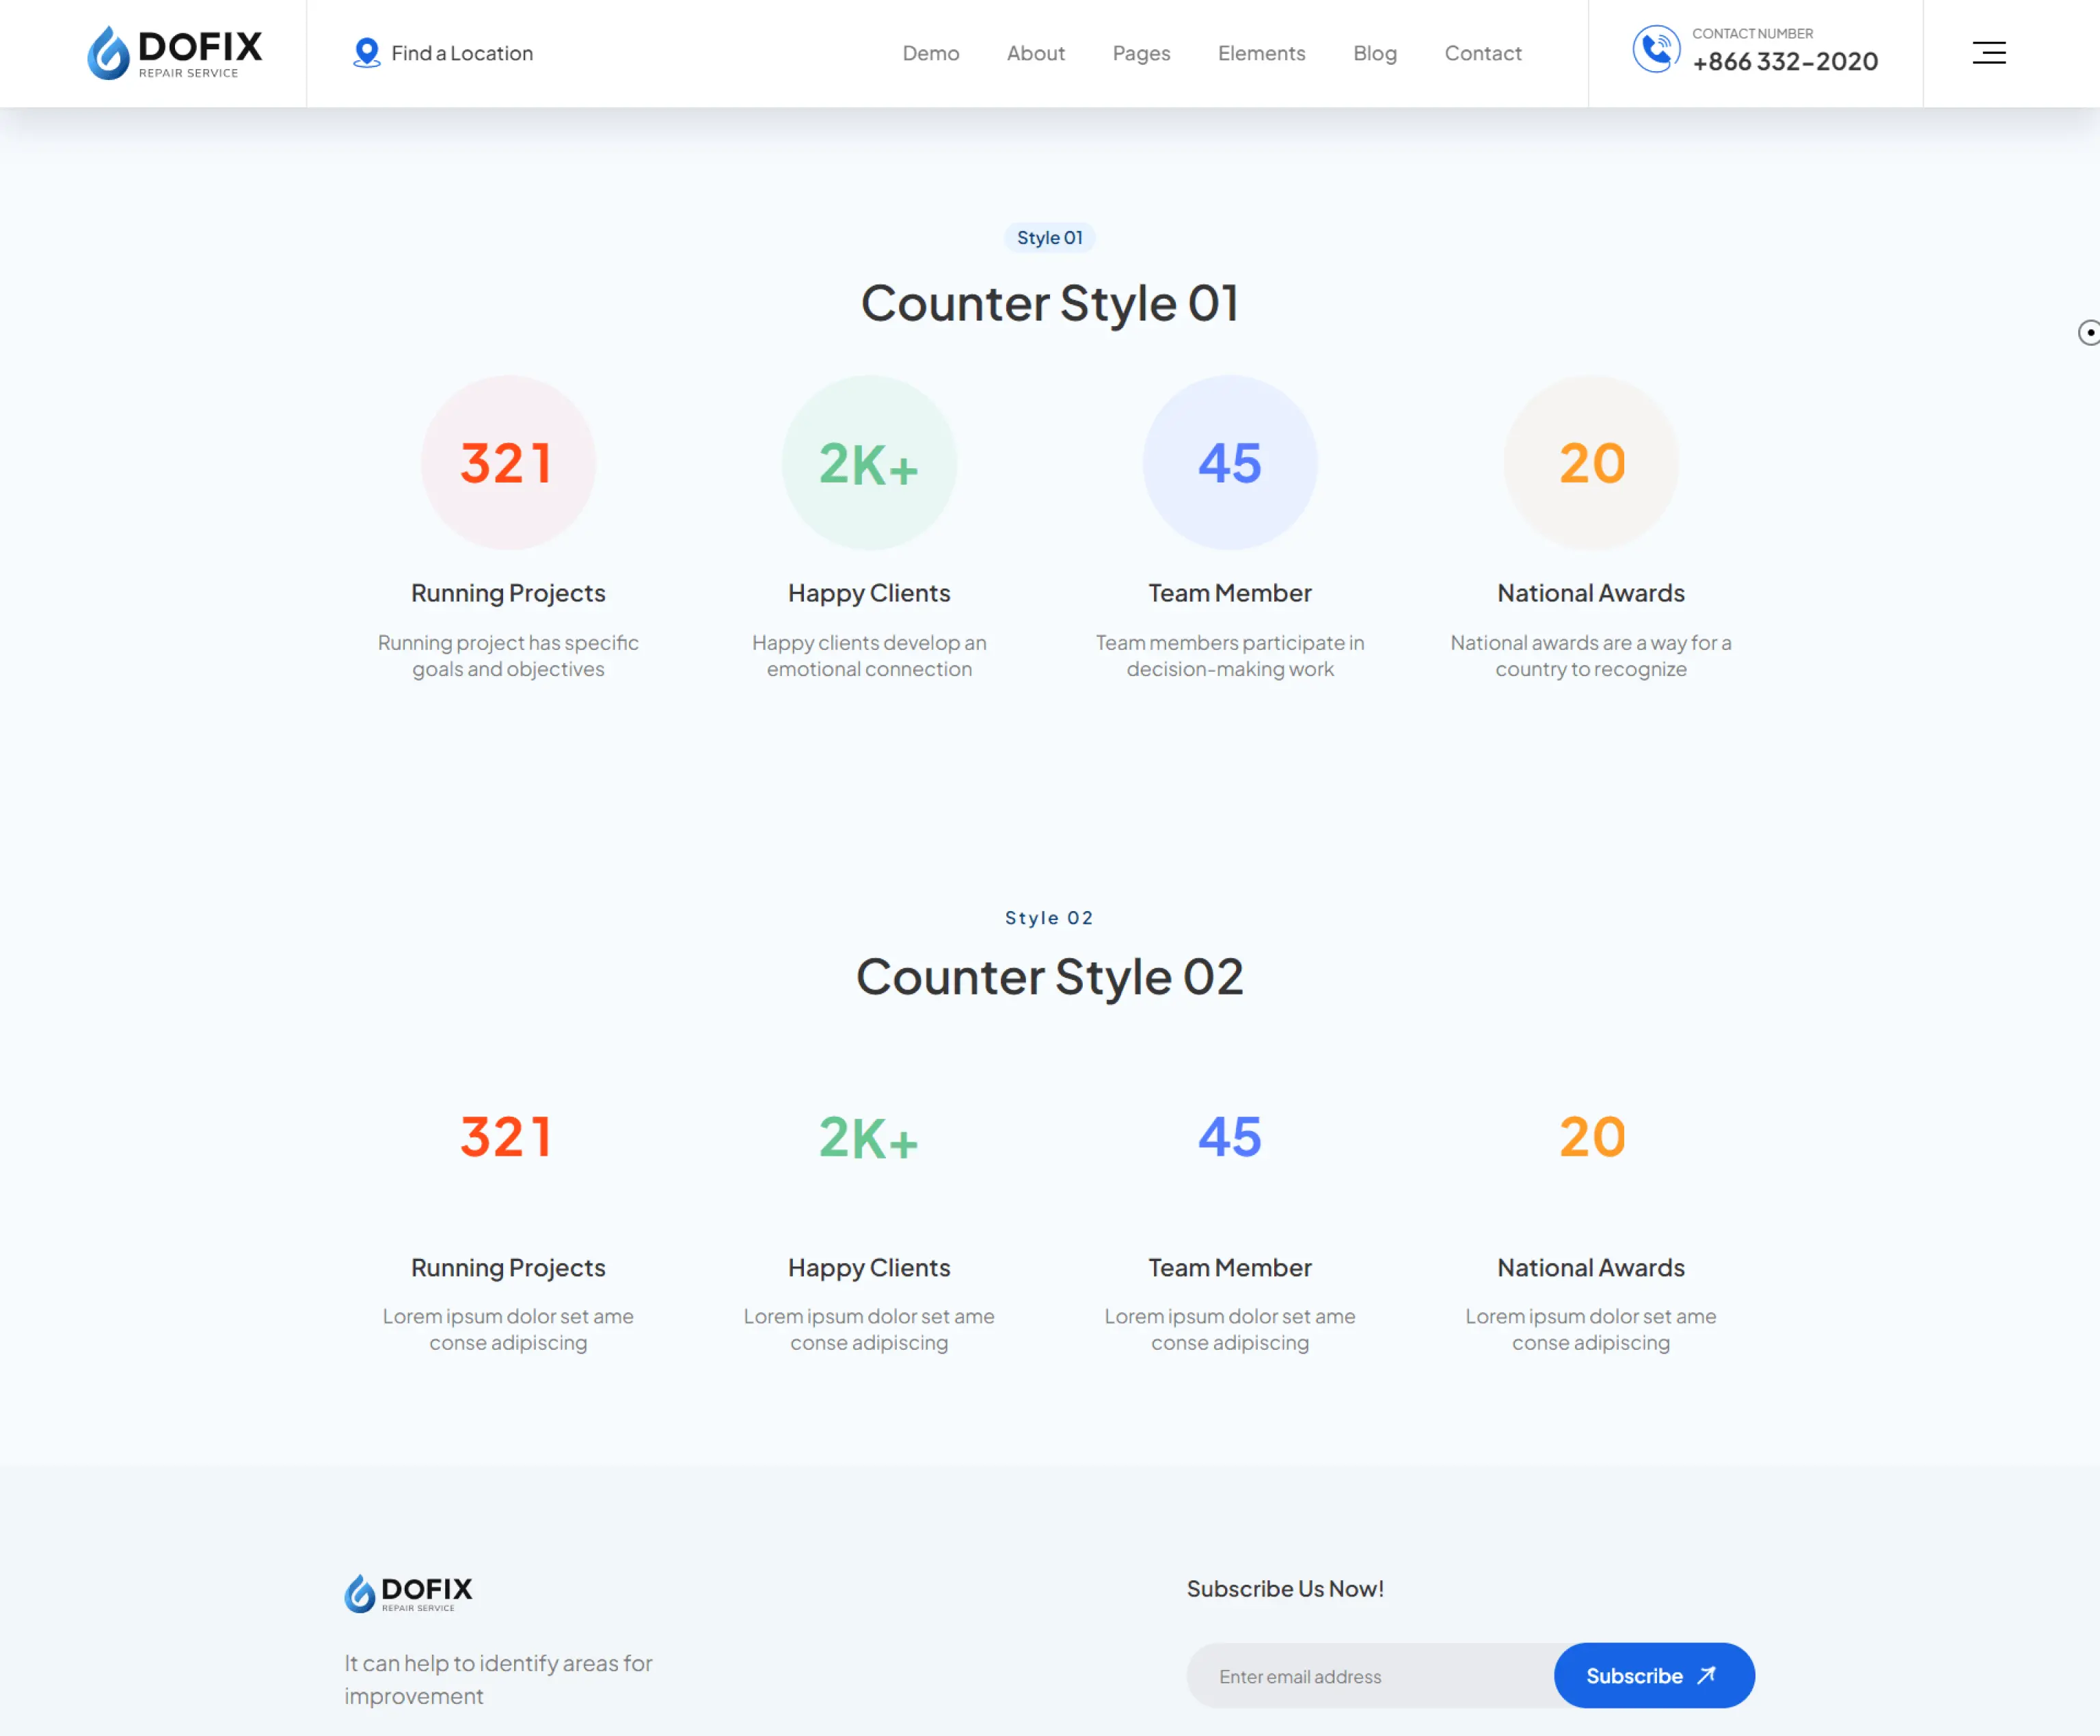 DOFIX
REPAIR SERVICE
Find a Location
Demo
About
Pages
Elements
Blog
Contact
CONTACT NUMBER
+866 332-2020
Style 01
Counter Style 01
321
2K+
45
20
Running Projects
Happy Clients
Team Member
National Awards
Running project has specific
goals and objectives
Happy clients develop an
emotional connection
Team members participate in
decision-making work
National awards are a way for a
country to recognize
Style 02
Counter Style 02
321
2K+
45
20
Running Projects
Happy Clients
Team Member
National Awards
Lorem ipsum dolor set ame
conse adipiscing
Lorem ipsum dolor set ame
conse adipiscing
Lorem ipsum dolor set ame
conse adipiscing
Lorem ipsum dolor set ame
conse adipiscing
DOFIX
REPAIR SERVICE
It can help to identify areas for
improvement
Subscribe Us Now!
Enter email address
Subscribe